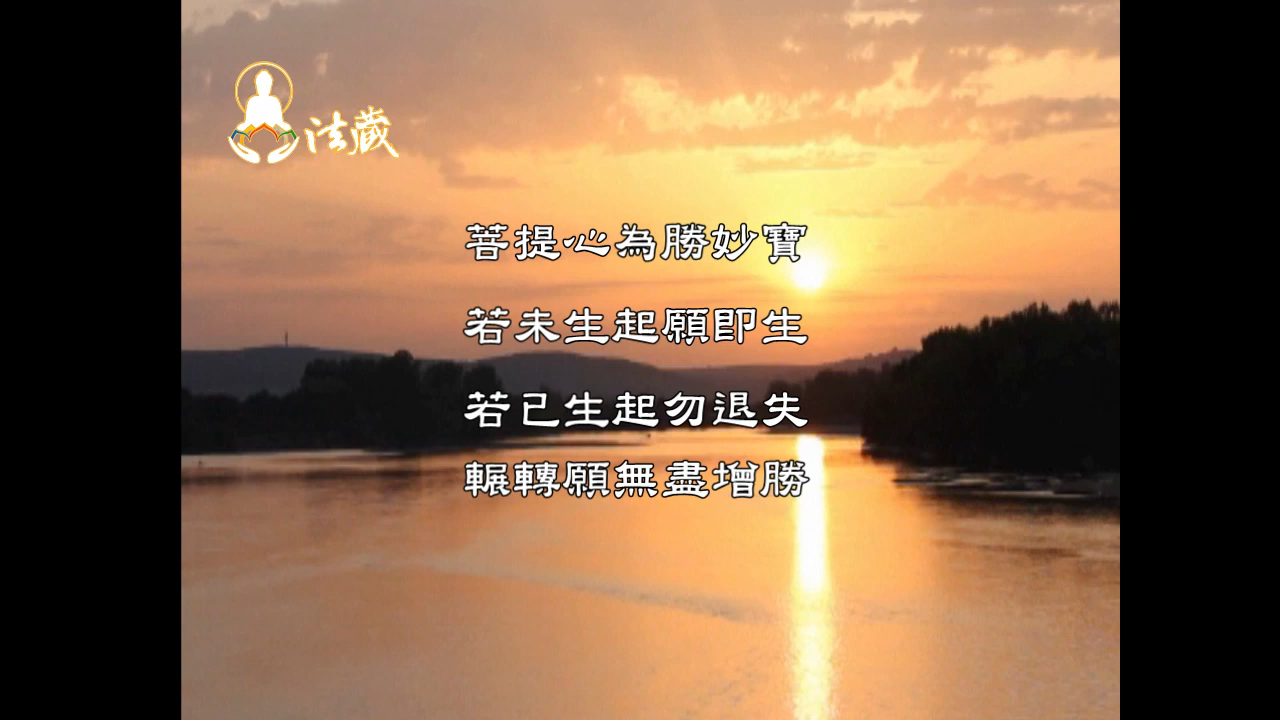 法藏
菩提心為勝妙寶
若未生起願即生
若已生起勿退失
輾轉願無盡增勝